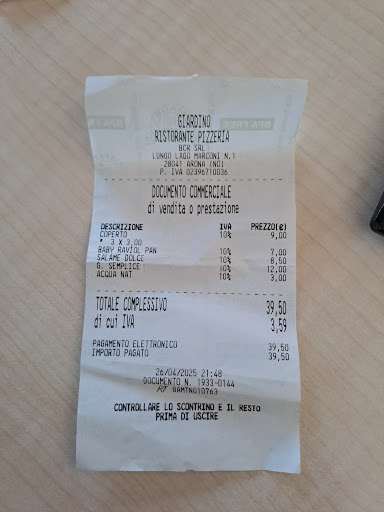 GIARDINO
RISTORANTE PIZZERIA
BCR SRL
LUNGO LAGO MARCONI N.1
28041 ARONA (NO)
P. IVA 02396710036
DOCUMENTO COMMERCIALE
di vendita o prestazione
DESCRIZIONE IVA PREZZO(€)
COPERTO 10% 9,00
* 3 X 3,00
BABY RAVIOL PAN 10% 7,00
SALAME DOLCE 10% 8,50
G. SEMPLICE 10% 12,00
ACQUA NAT 10% 3,00
TOTALE COMPLESSIVO 39,50
di cui IVA 3,59
PAGAMENTO ELETTRONICO 39,50
IMPORTO PAGATO 39,50
26/04/2025 21:48
DOCUMENTO N. 1933-0144
RT 8AMTN010763
CONTROLLARE LO SCONTRINO E IL RESTO
PRIMA DI USCIRE